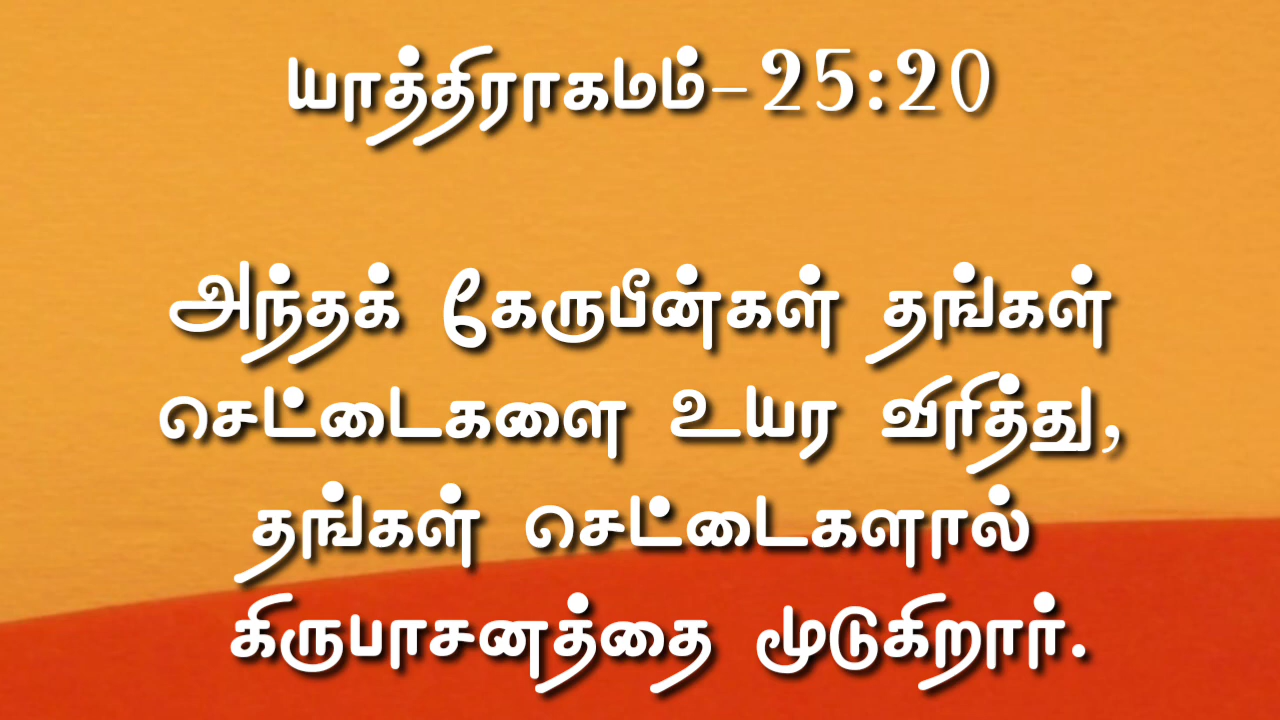 யாத்திராகமம்-25:20
அந்தக் கேருபீன்கள் தங்கள்
செட்டைகளை உயர விரித்து,
தங்கள் செட்டைகளால்
கிருபாசனத்தை மூடுகிறார்.